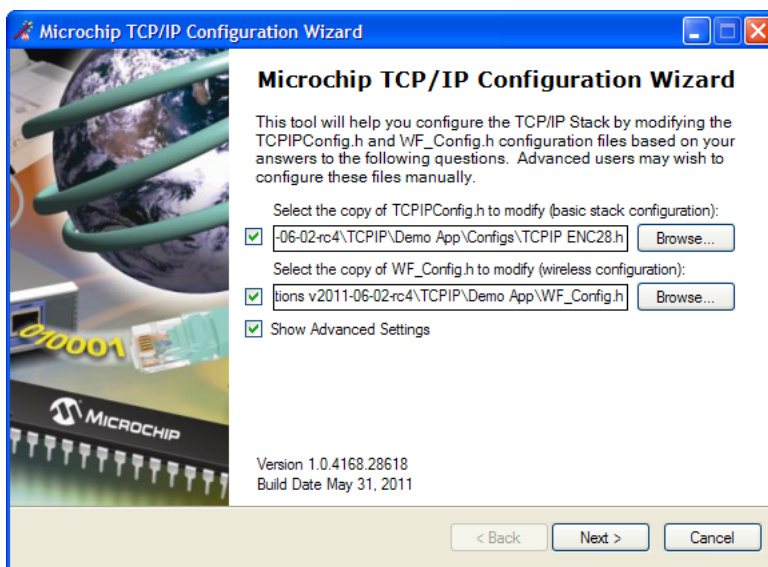 Microchip TCP/IP Configuration Wizard
Microchip TCP/IP Configuration Wizard
This tool will help you configure the TCP/IP Stack by modifying the
TCPIPConfig.h and WF_Config.h configuration files based on your
answers to the following questions.  Advanced users may wish to
configure these files manually.
Select the copy of TCPIPConfig.h to modify (basic stack configuration):
-06-02-rc4\TCPIP\Demo App\Configs\TCPIP ENC28.h
Browse...
Select the copy of WF_Config.h to modify (wireless configuration):
tions v2011-06-02-rc4\TCPIP\Demo App\WF_Config.h
Browse...
Show Advanced Settings
010001
MICROCHIP
Version 1.0.4168.28618
Build Date May 31, 2011
< Back
Next >
Cancel